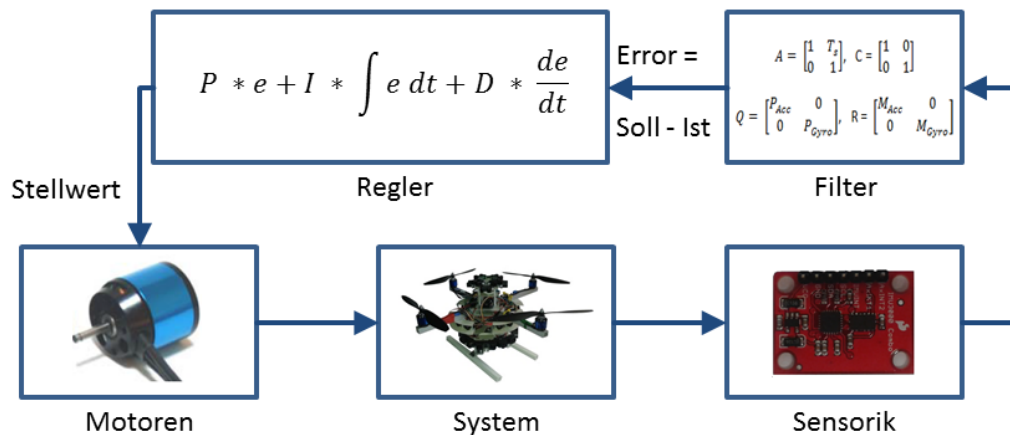 P * e + I * ∫ e dt + D * de/dt
Error =
Soll - Ist
A = [1 T_s; 0 1], C = [1 0; 0 1]
Q = [P_Acc 0; 0 P_Gyro], R = [M_Acc 0; 0 M_Gyro]
Regler
Filter
Stellwert
Motoren
System
Sensorik